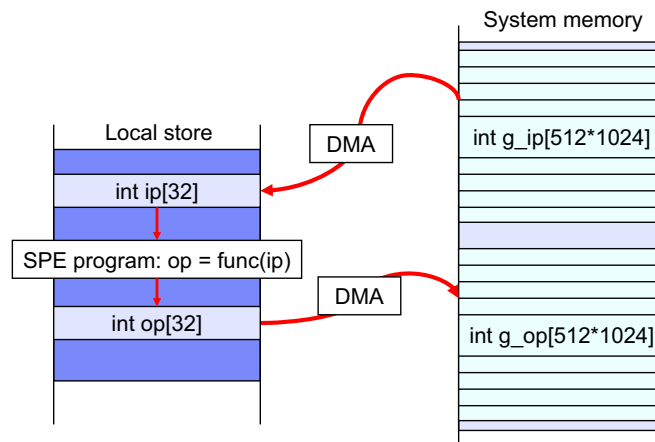 System memory
Local store
DMA
int g_ip[512*1024]
int ip[32]
SPE program: op = func(ip)
DMA
int op[32]
int g_op[512*1024]